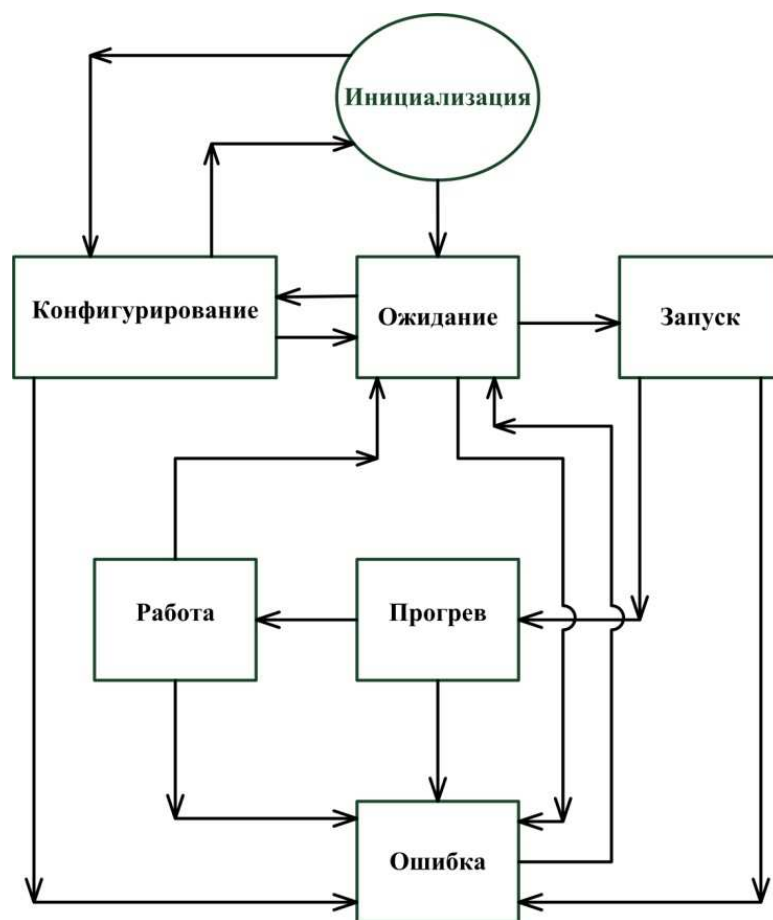 Инициализация
Конфигурирование
Ожидание
Запуск
Работа
Прогрев
Ошибка